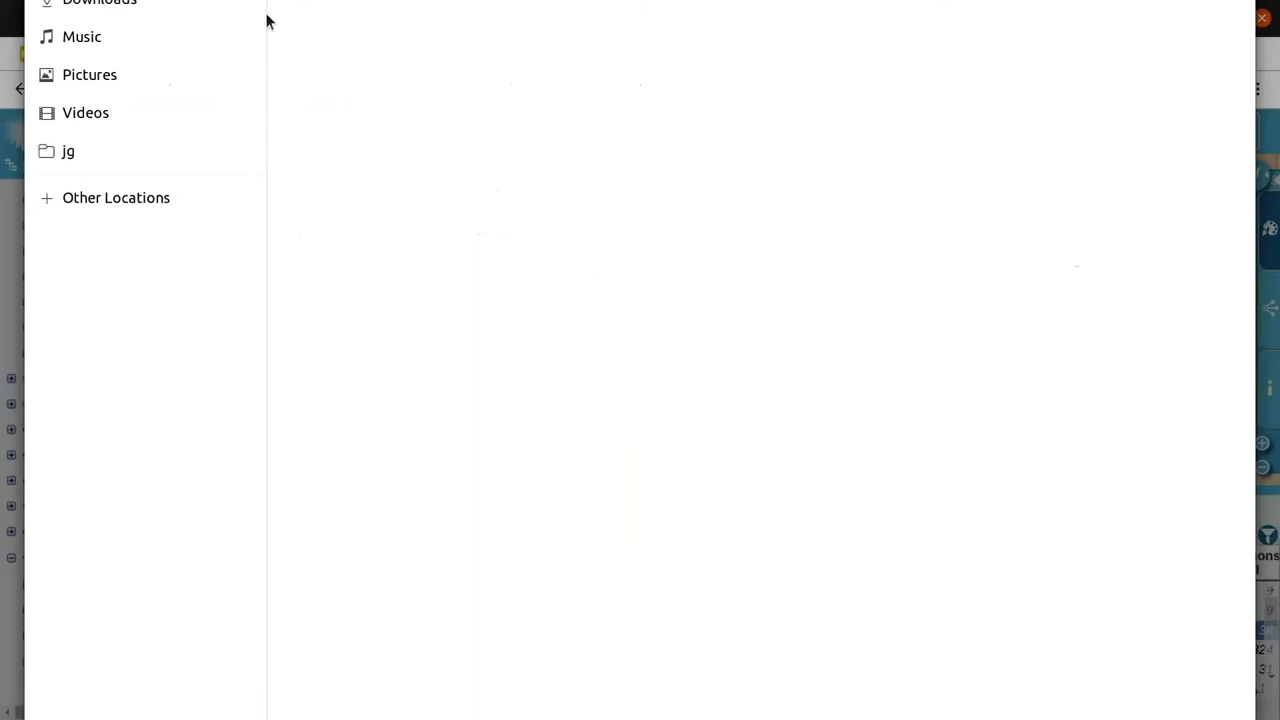 Downloads
Music
Pictures
Videos
jg
Other Locations